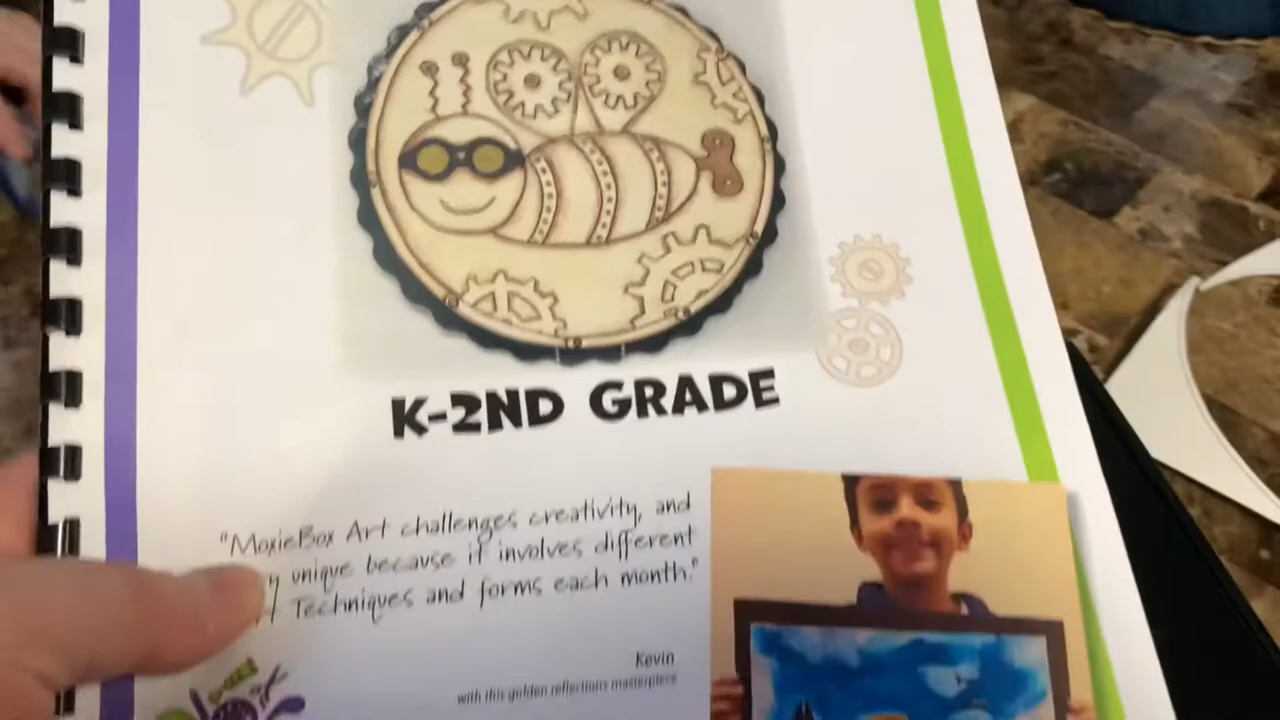 K-2ND GRADE
"MoxieBox Art challenges creativity, and
unique because it involves different
Techniques and forms each month."
Kevin
with this golden reflections masterpiece